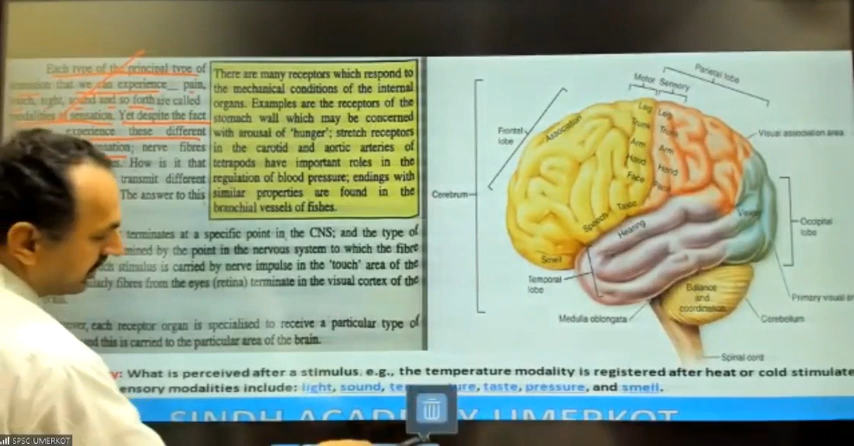 Each type of the principal type of
sensation that we can experience pain,
touch, sight, sound and so forth are called
modalities of sensation. Yet despite the fact
experience these different
nerve fibres
How is it that
transmit different
The answer to this
There are many receptors which respond to
the mechanical conditions of the internal
organs. Examples are the receptors of the
stomach wall which may be concerned
with arousal of 'hunger'; stretch receptors
in the carotid and aortic arteries of
tetrapods have important roles in the
regulation of blood pressure; endings with
similar properties are found in the
branchial vessels of fishes.
terminates at a specific point in the CNS; and the type of
mined by the point in the nervous system to which the fibre
stimulus is carried by nerve impulse in the 'touch' area of the
larly fibres from the eyes (retina) terminate in the visual cortex of the
ver, each receptor organ is specialised to receive a particular type of
and this is carried to the particular area of the brain.
Parietal lobe
Motor Sensory
Frontal
lobe
Association
Leg
Trunk
Arm
Hand
Face
Leg
Trunk
Arm
Hand
Face
Visual association area
Cerebrum
Speech
Taste
Hearing
Vision
Smell
Occipital
lobe
Temporal
lobe
Balance
and
coordination
Primary visual
Medulla oblongata
Cerebellum
Spinal cord
y: What is perceived after a stimulus, e.g., the temperature modality is registered after heat or cold stimulate
ensory modalities include: light, sound, ture, taste, pressure, and smell.
SINDH ACAD Y UMERKOT
SPSC UMERKOT